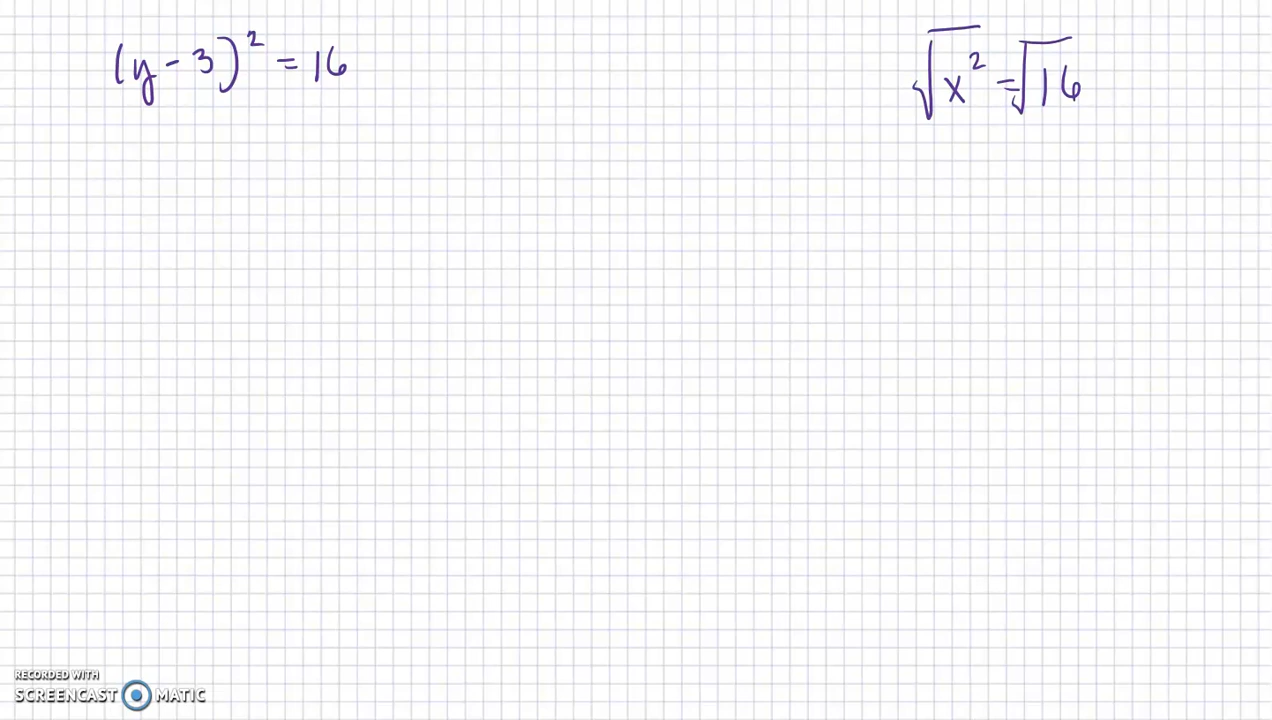 (y - 3)² = 16
√x² = √16
RECORDED WITH
SCREENCAST MATIC